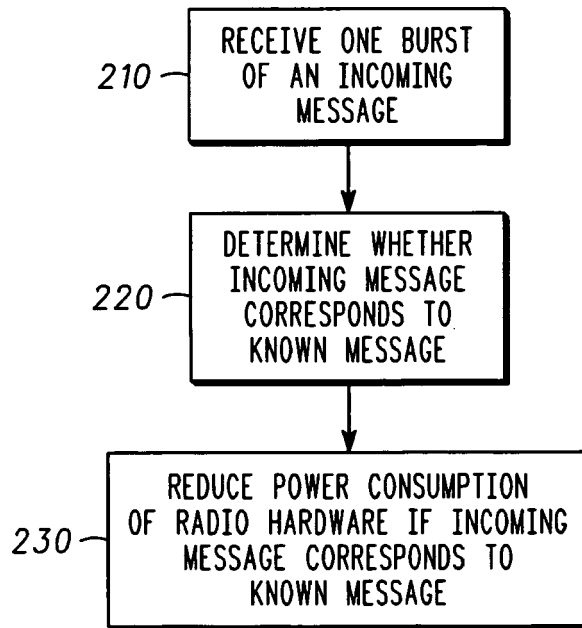 210
RECEIVE ONE BURST
OF AN INCOMING
MESSAGE
220
DETERMINE WHETHER
INCOMING MESSAGE
CORRESPONDS TO
KNOWN MESSAGE
230
REDUCE POWER CONSUMPTION
OF RADIO HARDWARE IF INCOMING
MESSAGE CORRESPONDS TO
KNOWN MESSAGE